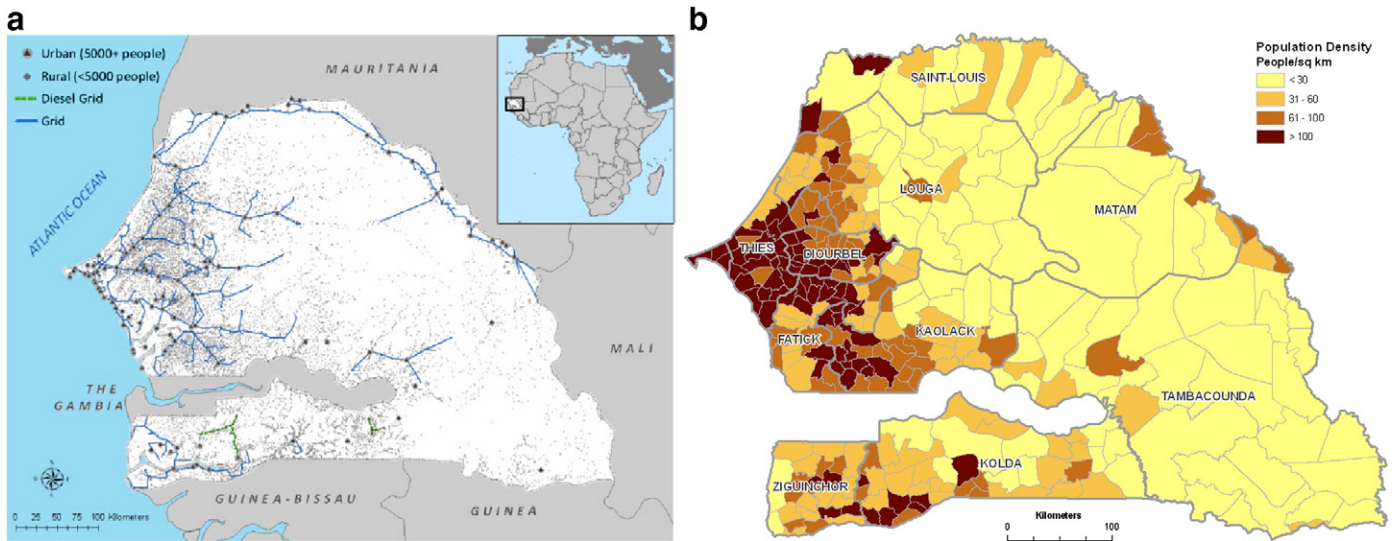 a
Urban (5000+ people)
Rural (<5000 people)
Diesel Grid
Grid
MAURITANIA
ATLANTIC OCEAN
MALI
THE
GAMBIA
GUINEA-BISSAU
GUINEA
0 25 50 75 100 Kilometers
b
Population Density
People/sq km
< 30
31 - 60
61 - 100
> 100
SAINT-LOUIS
LOUGA
MATAM
THIES
DIOURBEL
FATICK
KAOLACK
TAMBACOUNDA
KOLDA
ZIGUINCHOR
Kilometers
0 100